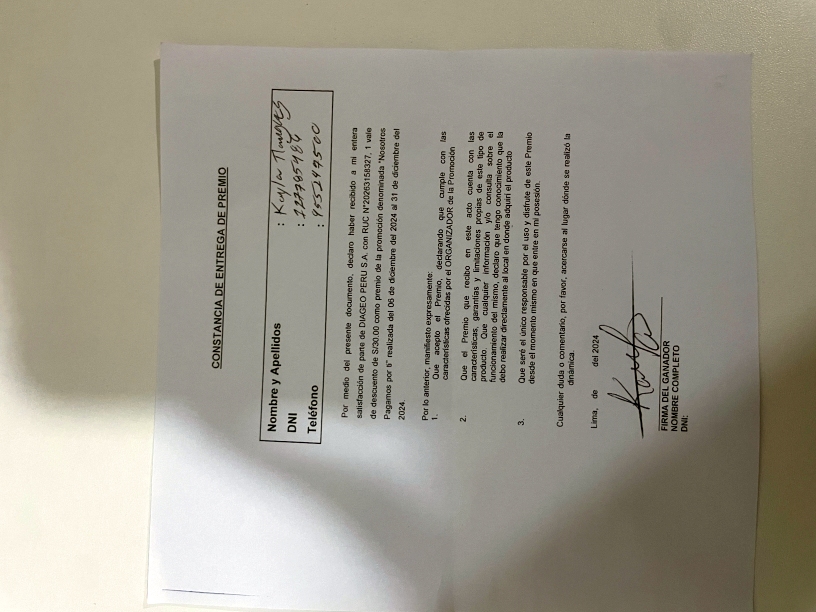 CONSTANCIA DE ENTREGA DE PREMIO
Nombre y Apellidos :
DNI :
Teléfono : 965247500
Por medio del presente documento, declaro haber recibido a mi entera
satisfacción de parte de DIAGEO PERU S.A. con RUC N°20263158327, 1 vale
de descuento de S/30.00 como premio de la promoción denominada “Nosotros
Pagamos por ti” realizada del 06 de diciembre del 2024 al 31 de diciembre del
2024.
Por lo anterior, manifiesto expresamente:
1. Que acepto el Premio, declarando que cumple con las
características ofrecidas por el ORGANIZADOR de la Promoción
2. Que el Premio que recibo en este acto cuenta con las
características, garantías y limitaciones propias de este tipo de
producto. Que cualquier información y/o consulta sobre el
funcionamiento del mismo, declaro que tengo conocimiento que la
debo realizar directamente al local en donde adquirí el producto
3. Que seré el único responsable por el uso y disfrute de este Premio
desde el momento mismo en que entre en mi posesión.
Cualquier duda o comentario, por favor, acercarse al lugar dónde se realizó la
dinámica.
Lima, de del 2024
FIRMA DEL GANADOR
NOMBRE COMPLETO
DNI: